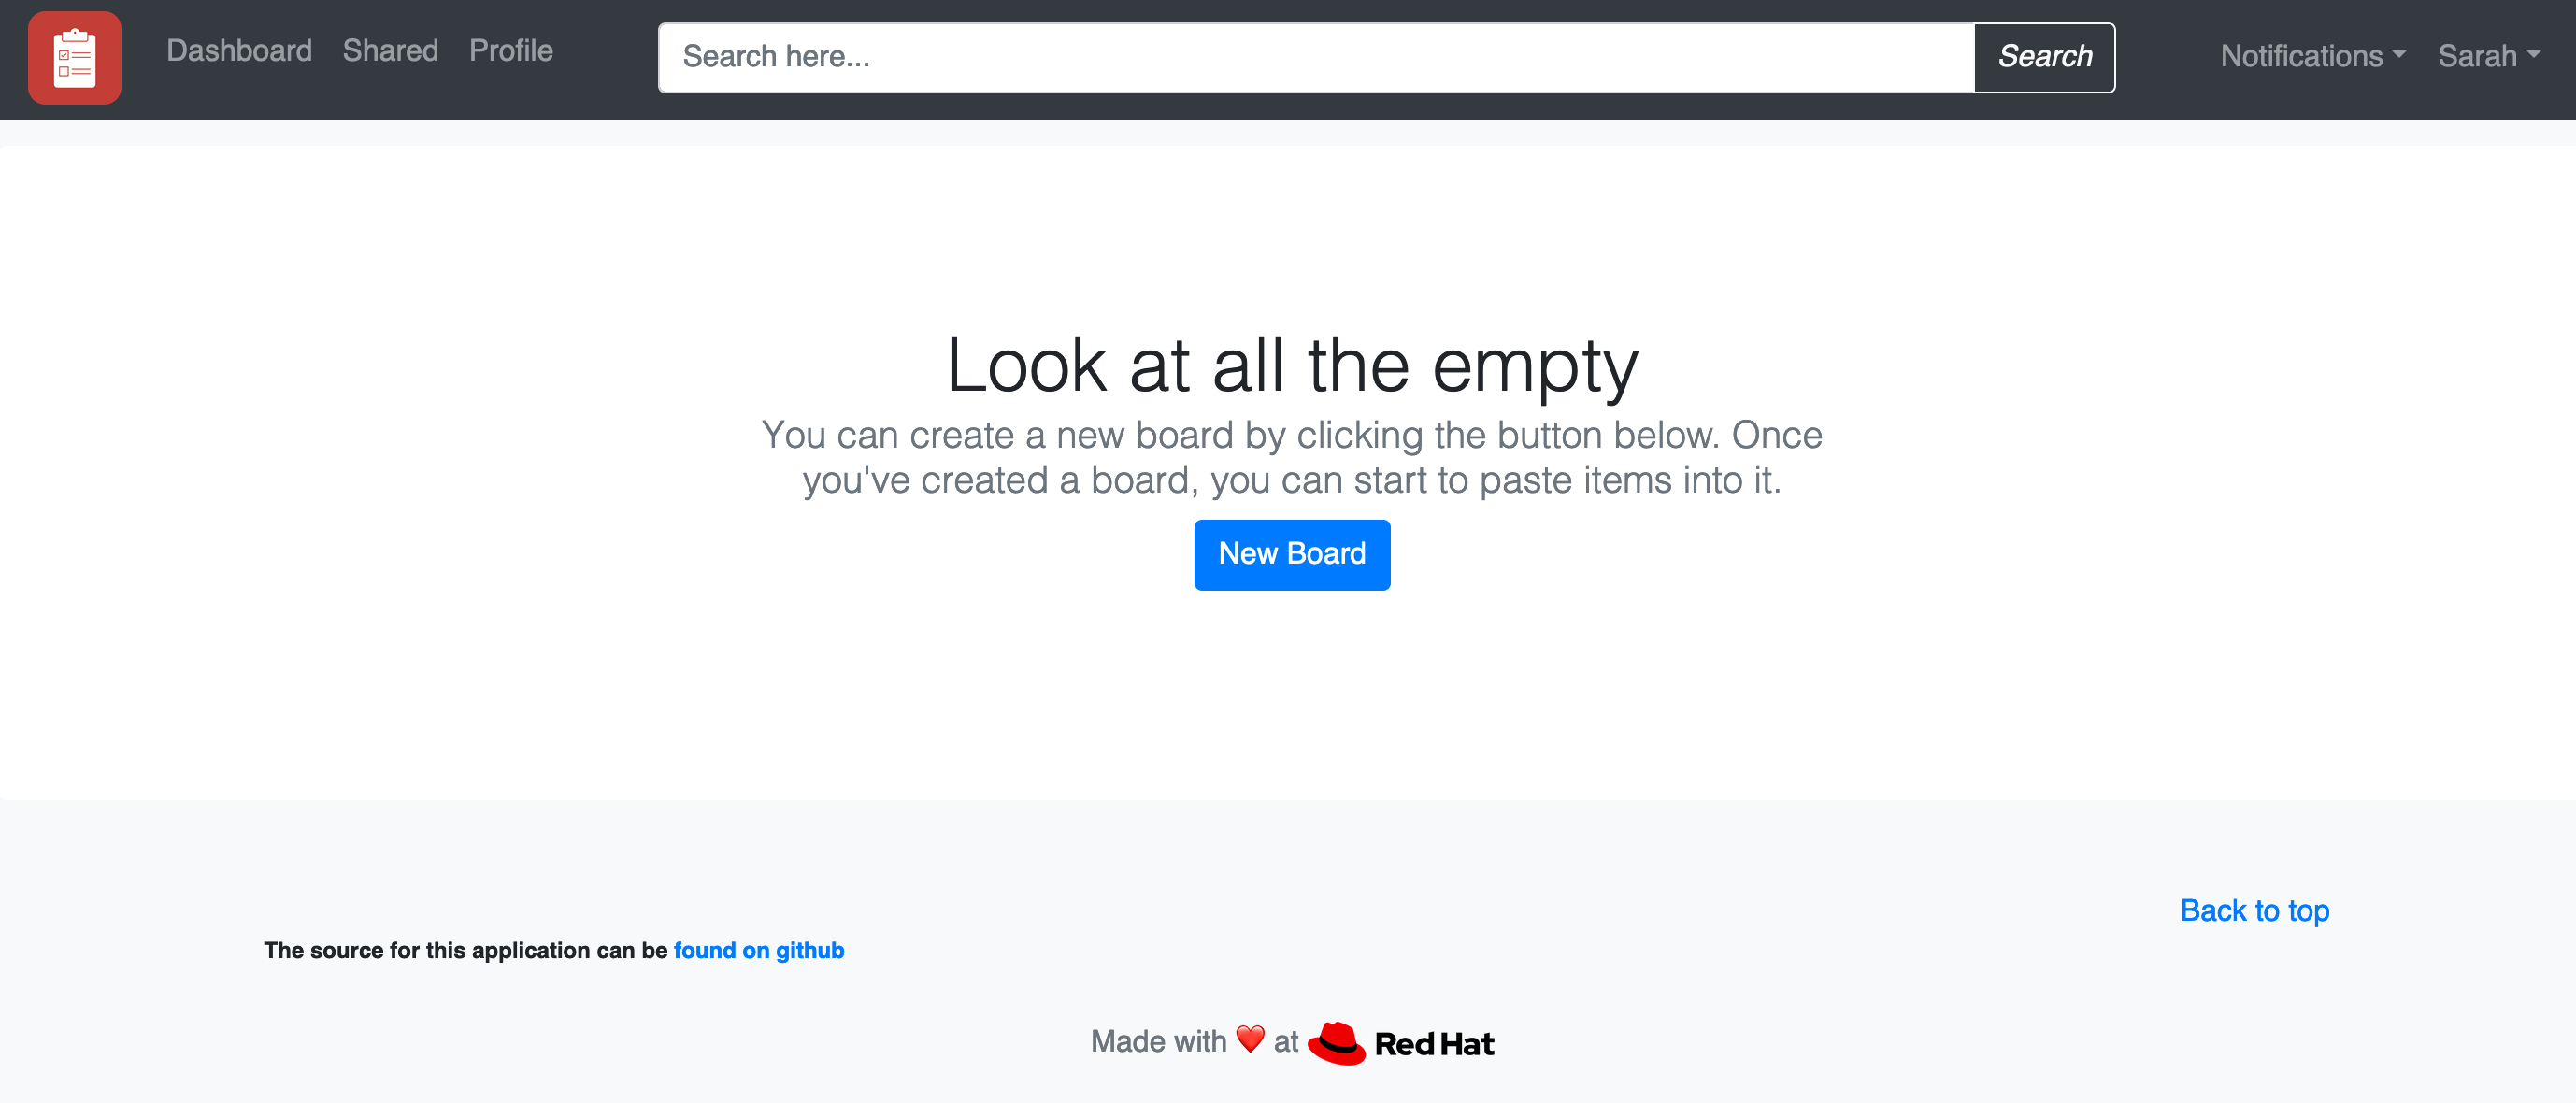 Dashboard Shared Profile Search here... Search Notifications Sarah
Look at all the empty
You can create a new board by clicking the button below. Once
you've created a board, you can start to paste items into it.
New Board
Back to top
The source for this application can be found on github
Made with ❤️ at Red Hat